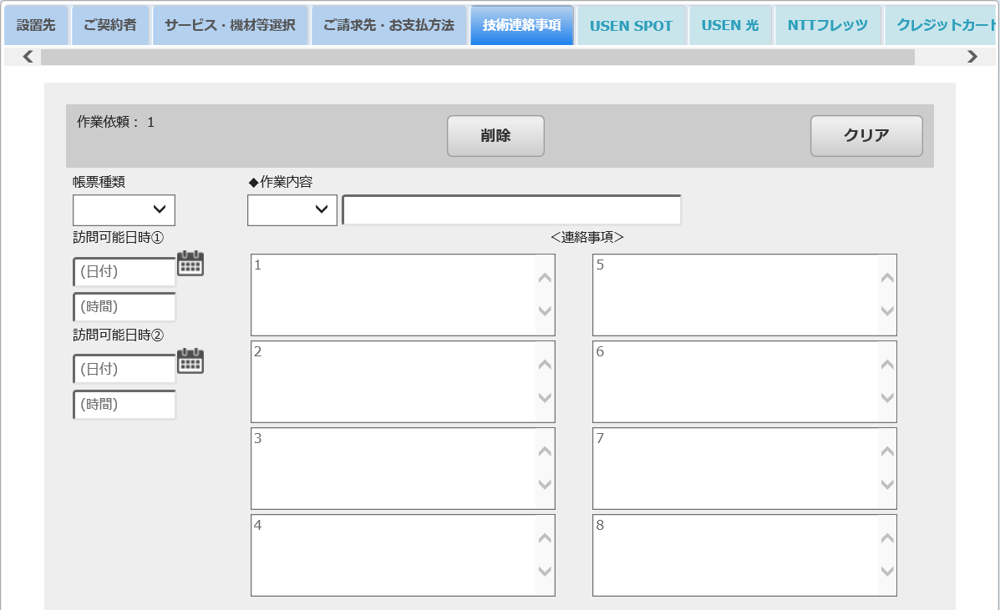 設置先 ご契約者 サービス・機材等選択 ご請求先・お支払方法 技術連絡事項 USEN SPOT USEN 光 NTTフレッツ クレジットカート
作業依頼： 1 削除 クリア
帳票種類 ◆作業内容
訪問可能日時① ＜連絡事項＞
(日付) 1 5
(時間)
訪問可能日時② 2 6
(日付)
(時間)
3 7
4 8